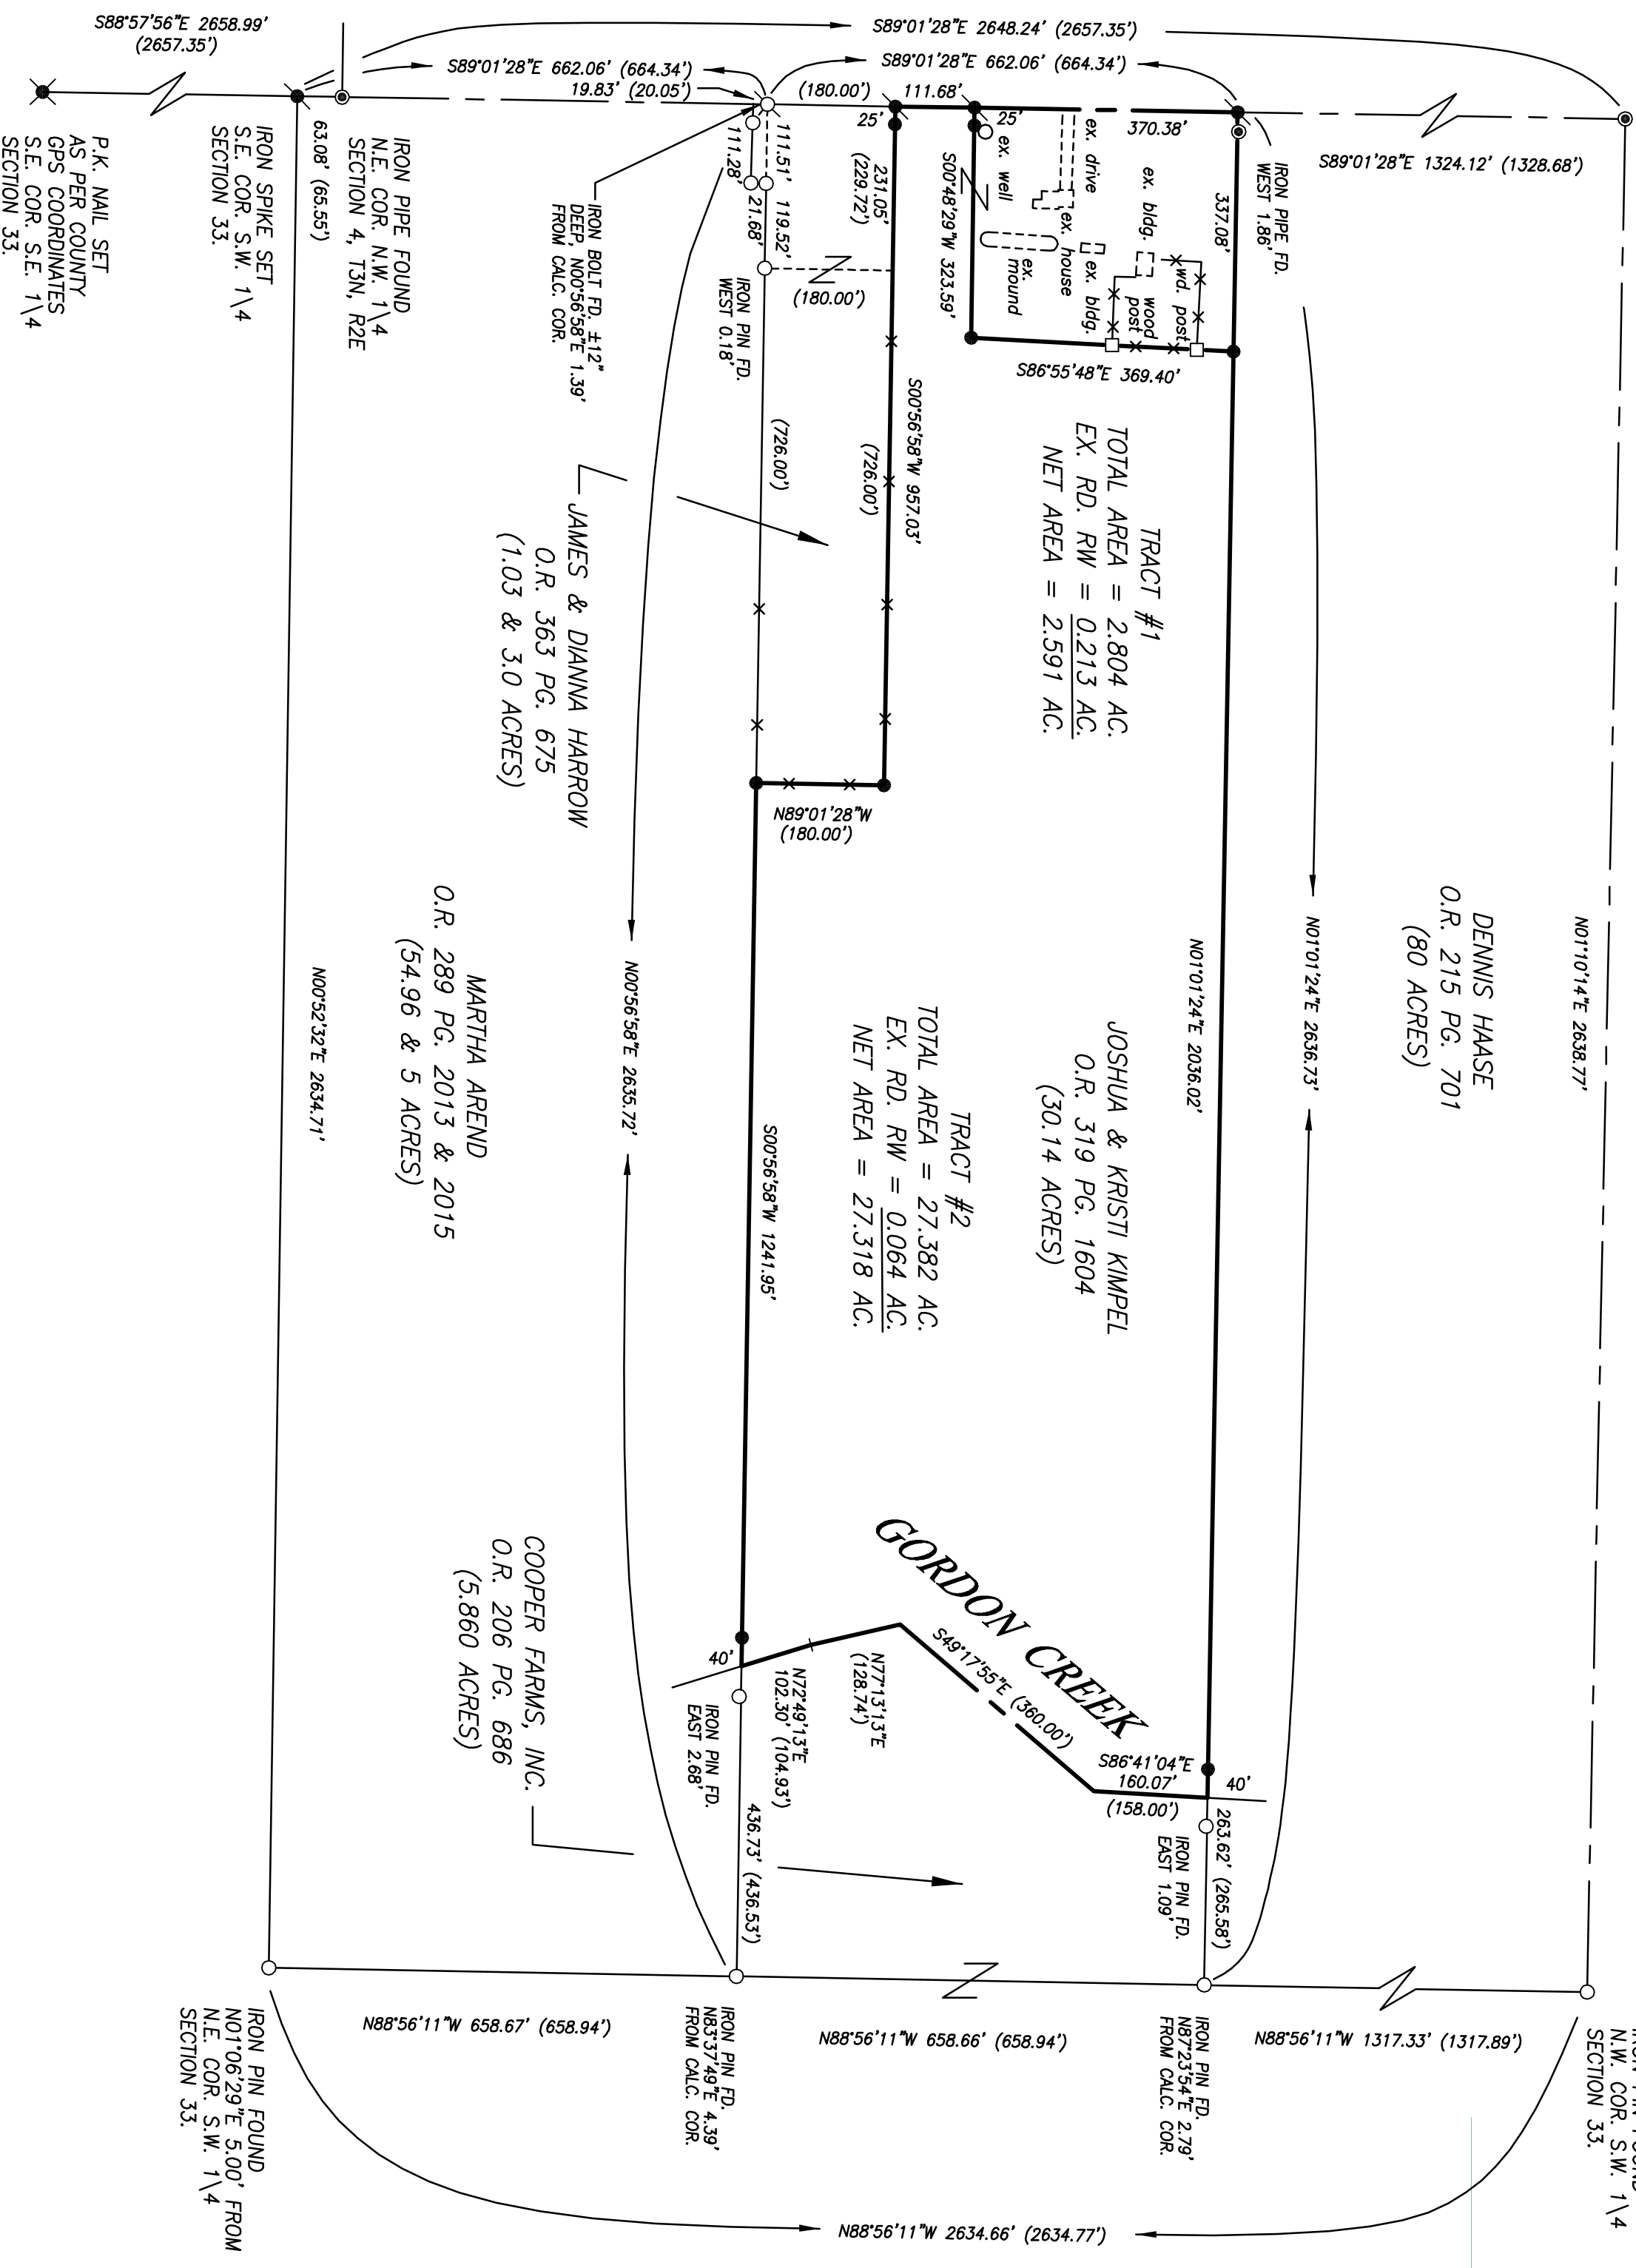 S88°57'56"E 2658.99'
(2657.35')
S89°01'28"E 2648.24' (2657.35')
S89°01'28"E 662.06' (664.34')
S89°01'28"E 662.06' (664.34')
19.83' (20.05')
(180.00')
111.68'
25'
25'
370.38'
S89°01'28"E 1324.12' (1328.68')
P.K. NAIL SET
AS PER COUNTY
GPS COORDINATES
S.E. COR. S.E. 1\4
SECTION 33.
IRON SPIKE SET
S.E. COR. S.W. 1\4
SECTION 33.
63.08' (65.55')
IRON PIPE FOUND
N.E. COR. N.W. 1\4
SECTION 4, T3N, R2E
IRON BOLT FD. ±12"
DEEP, N00°56'58"E 1.39'
FROM CALC. COR.
111.28'
21.68'
111.51'
119.52'
IRON PIN FD.
WEST 0.18'
(180.00')
231.05'
(229.72')
S00°48'29"W 323.59'
ex. well
ex. drive
ex. house
ex.
mound
ex. bldg.
ex. bldg.
wd. post
wood
post
337.08'
IRON PIPE FD.
WEST 1.86'
S86°55'48"E 369.40'
S00°56'58"W 957.03'
(726.00')
(726.00')
TRACT #1
TOTAL AREA = 2.804 AC.
EX. RD. RW = 0.213 AC.
NET AREA = 2.591 AC.
JAMES & DIANNA HARROW
O.R. 363 PG. 675
(1.03 & 3.0 ACRES)
N89°01'28"W
(180.00')
DENNIS HAASE
O.R. 215 PG. 701
(80 ACRES)
N01°10'14"E 2638.77'
N01°01'24"E 2636.73'
N01°01'24"E 2036.02'
JOSHUA & KRISTI KIMPEL
O.R. 319 PG. 1604
(30.14 ACRES)
TRACT #2
TOTAL AREA = 27.382 AC.
EX. RD. RW = 0.064 AC.
NET AREA = 27.318 AC.
S00°56'58"W 1241.95'
N00°56'58"E 2635.72'
MARTHA AREND
O.R. 289 PG. 2013 & 2015
(54.96 & 5 ACRES)
N00°52'32"E 2634.71'
GORDON CREEK
S49°17'55"E (360.00')
N77°13'13"E
(128.74')
N72°49'13"E
102.30' (104.93')
S86°41'04"E
160.07'
(158.00')
40'
40'
IRON PIN FD.
EAST 2.68'
436.73' (436.53')
263.62' (265.58')
IRON PIN FD.
EAST 1.09'
COOPER FARMS, INC.
O.R. 206 PG. 686
(5.860 ACRES)
IRON PIN FOUND
N01°06'29"E 5.00' FROM
N.E. COR. S.W. 1\4
SECTION 33.
N88°56'11"W 658.67' (658.94')
IRON PIN FD.
N83°37'49"E 4.39'
FROM CALC. COR.
N88°56'11"W 658.66' (658.94')
IRON PIN FD.
N87°23'54"E 2.79'
FROM CALC. COR.
N88°56'11"W 1317.33' (1317.89')
N.W. COR. S.W. 1\4
SECTION 33.
N88°56'11"W 2634.66' (2634.77')